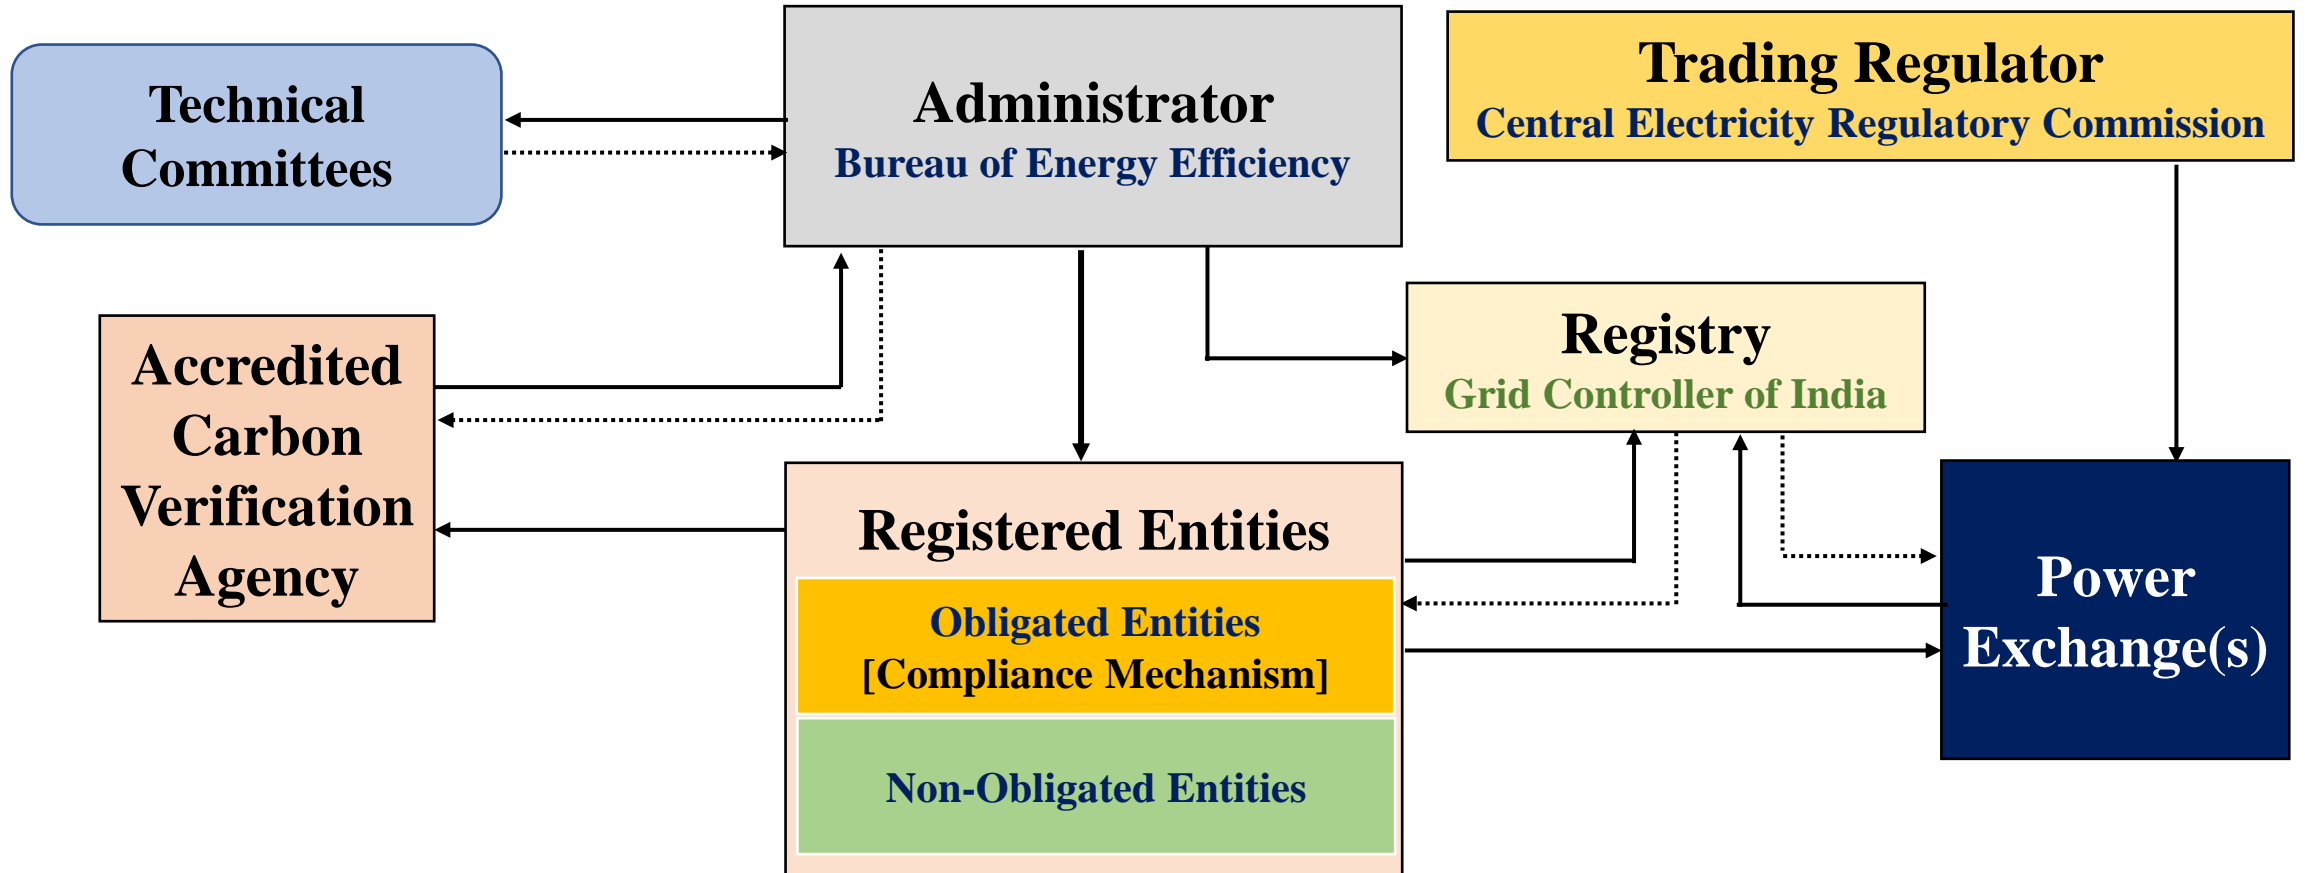 Technical
Committees
Administrator
Bureau of Energy Efficiency
Trading Regulator
Central Electricity Regulatory Commission
Accredited
Carbon
Verification
Agency
Registry
Grid Controller of India
Registered Entities
Obligated Entities
[Compliance Mechanism]
Non-Obligated Entities
Power
Exchange(s)